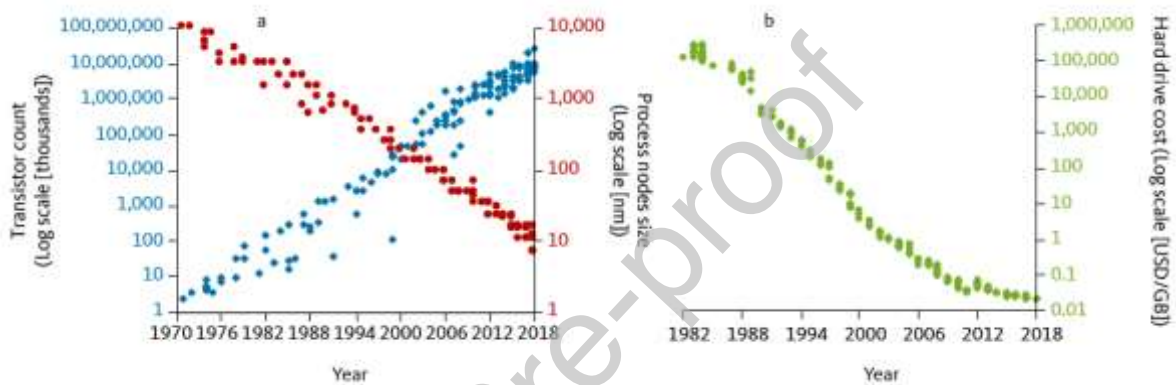 a
100,000,000
10,000,000
1,000,000
100,000
10,000
1,000
100
10
1
Transistor count
(Log scale [thousands])
10,000
1,000
100
10
1
Process nodes size
(Log scale [nm])
1970 1976 1982 1988 1994 2000 2006 2012 2018
Year
b
1,000,000
100,000
10,000
1,000
100
10
1
0.1
0.01
Hard drive cost (Log scale [USD/GB])
1982 1988 1994 2000 2006 2012 2018
Year
re-proof